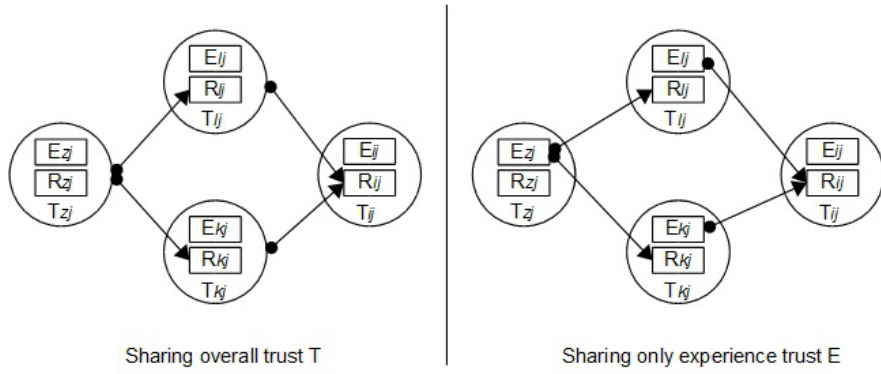 Elj
Rlj
Tlj
Ezj
Rzj
Tzj
Eij
Rij
Tij
Ekj
Rkj
Tkj
Sharing overall trust T
Elj
Rlj
Tlj
Ezj
Rzj
Tzj
Eij
Rij
Tij
Ekj
Rkj
Tkj
Sharing only experience trust E